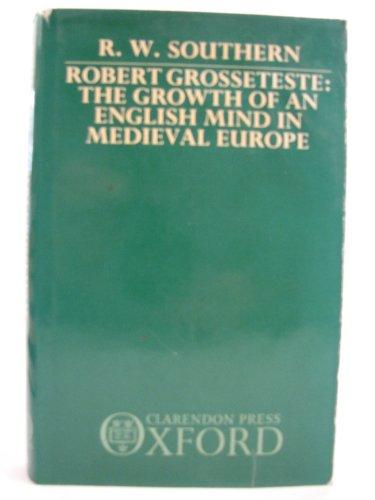 R. W. SOUTHERN
ROBERT GROSSETESTE:
THE GROWTH OF AN
ENGLISH MIND IN
MEDIEVAL EUROPE
CLARENDON PRESS
OXFORD